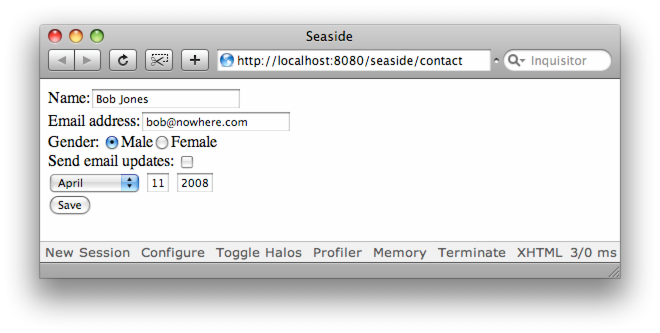 Seaside
http://localhost:8080/seaside/contact Inquisitor
Name: Bob Jones
Email address: bob@nowhere.com
Gender: Male Female
Send email updates:
April 11 2008
Save
New Session Configure Toggle Halos Profiler Memory Terminate XHTML 3/0 ms